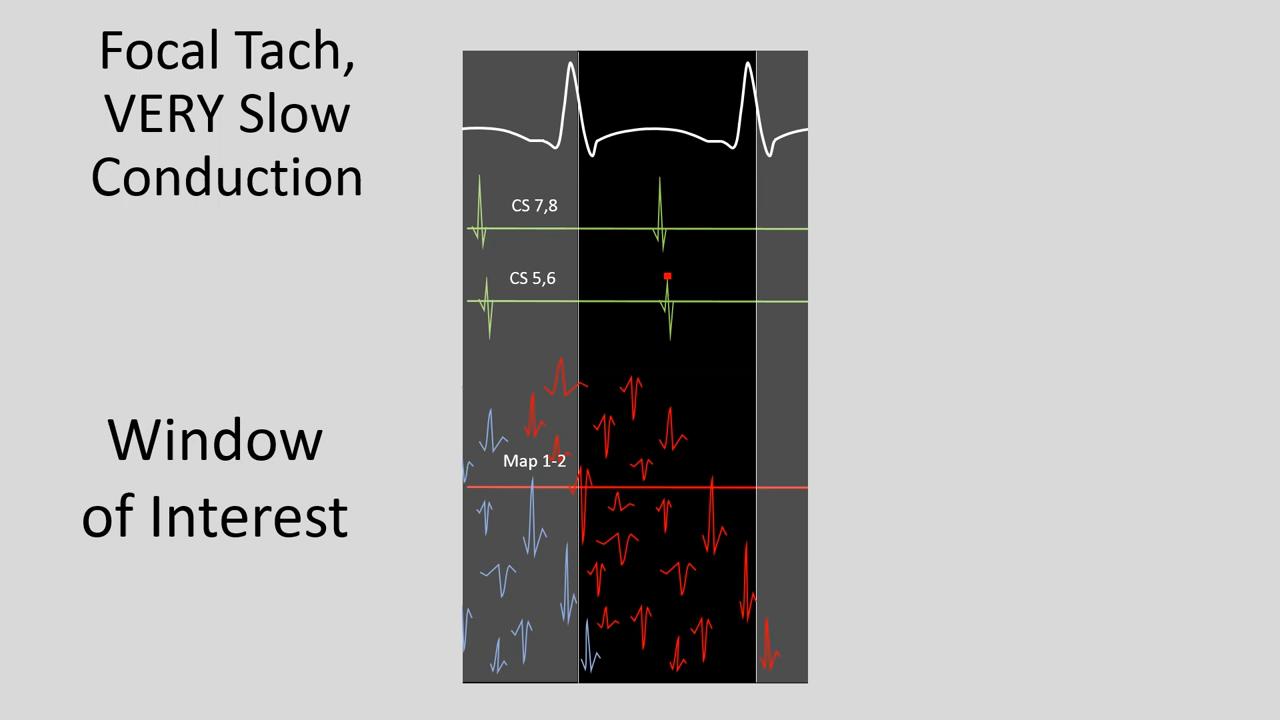 Focal Tach,
VERY Slow
Conduction
Window
of Interest
CS 7,8
CS 5,6
Map 1-2